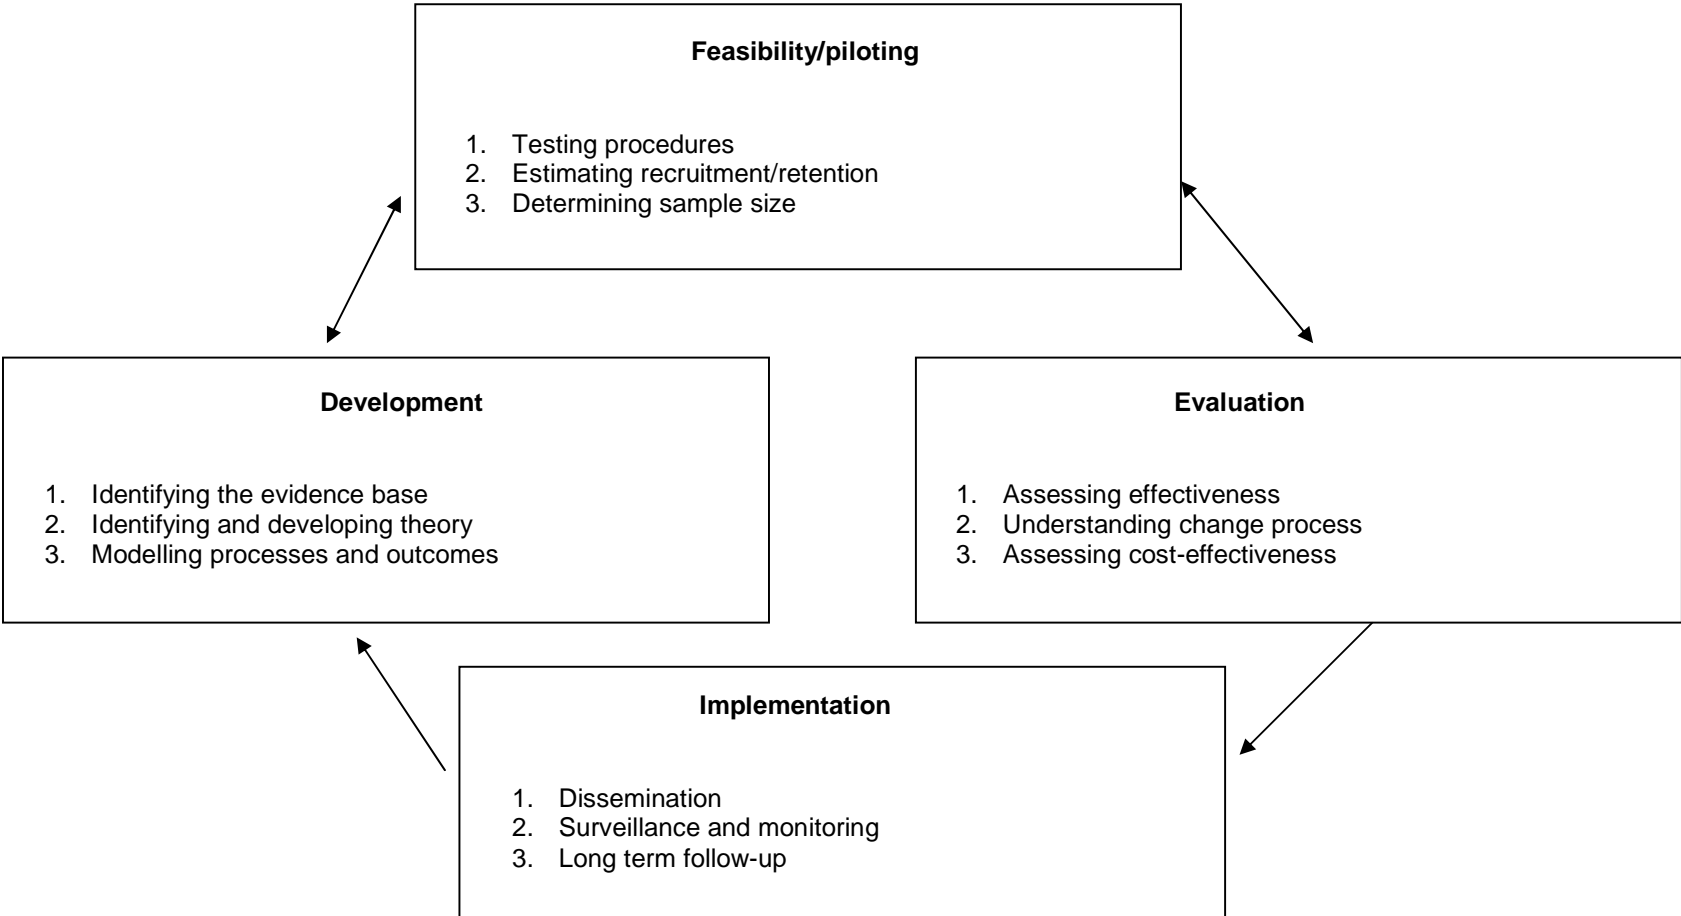 Feasibility/piloting
1. Testing procedures
2. Estimating recruitment/retention
3. Determining sample size
Development
1. Identifying the evidence base
2. Identifying and developing theory
3. Modelling processes and outcomes
Evaluation
1. Assessing effectiveness
2. Understanding change process
3. Assessing cost-effectiveness
Implementation
1. Dissemination
2. Surveillance and monitoring
3. Long term follow-up